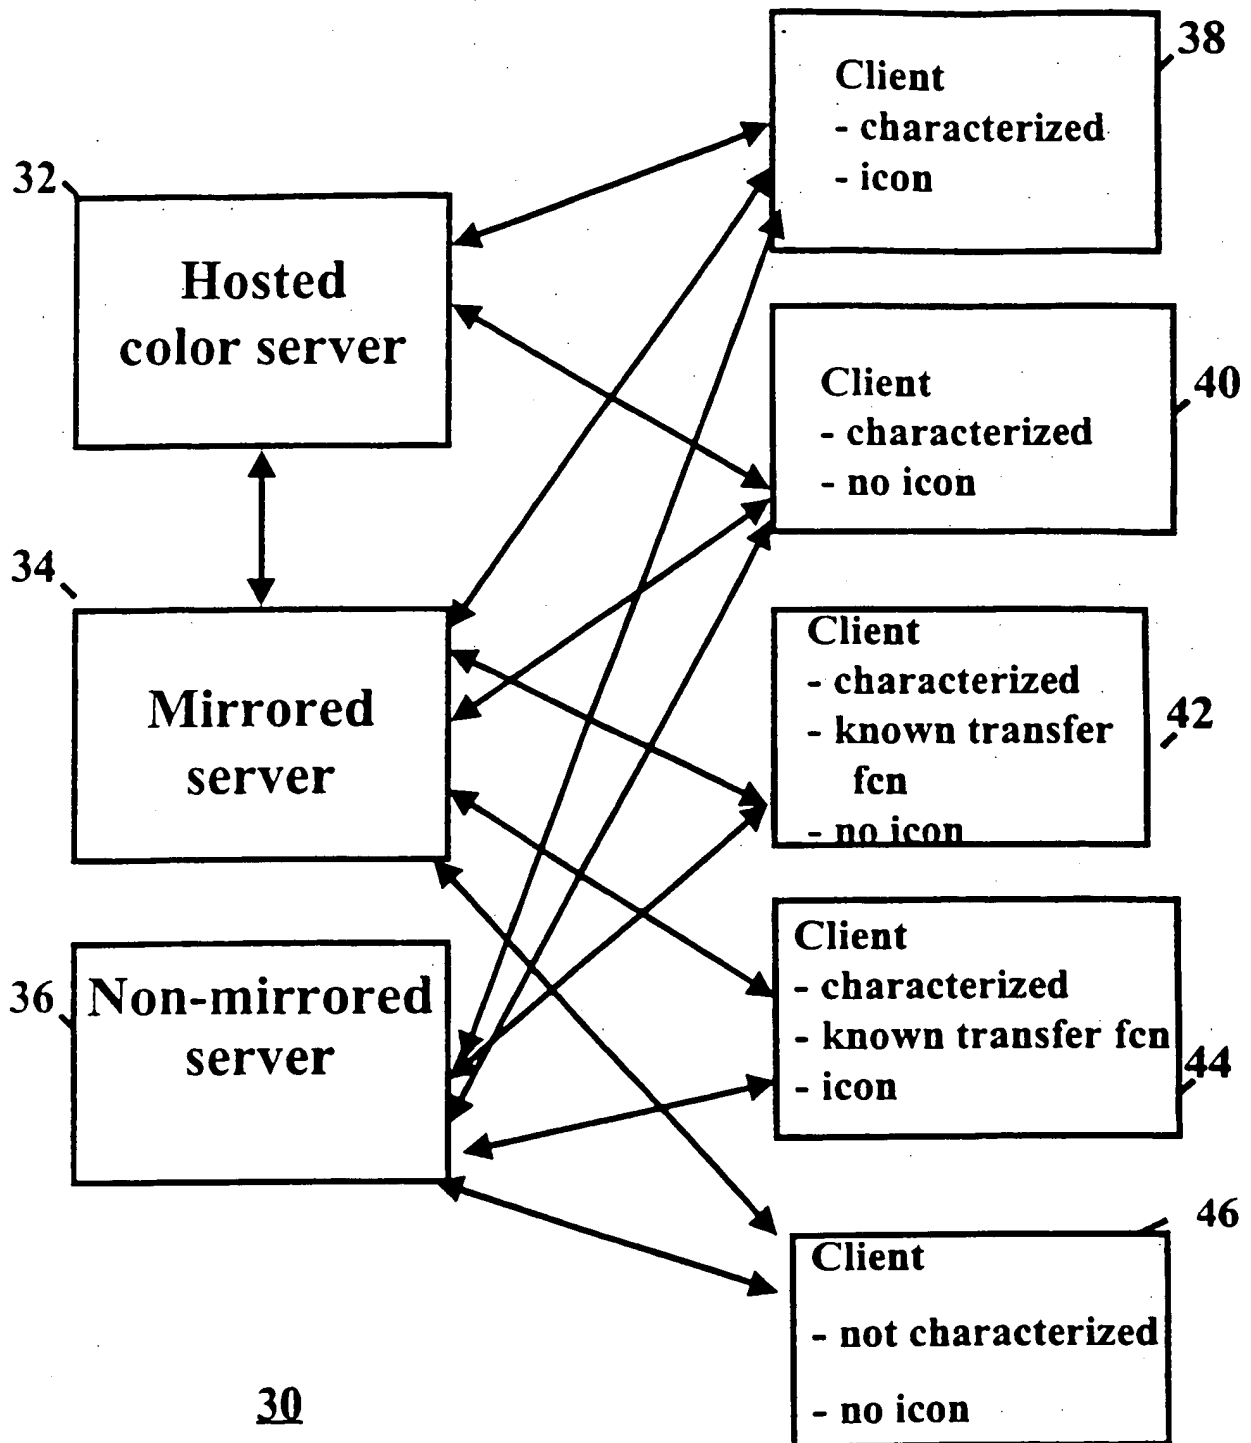 38
Client
- characterized
- icon
32
Hosted
color server
40
Client
- characterized
- no icon
34
Mirrored
server
42
Client
- characterized
- known transfer
fcn
- no icon
36
Non-mirrored
server
44
Client
- characterized
- known transfer fcn
- icon
46
Client
- not characterized
- no icon
30